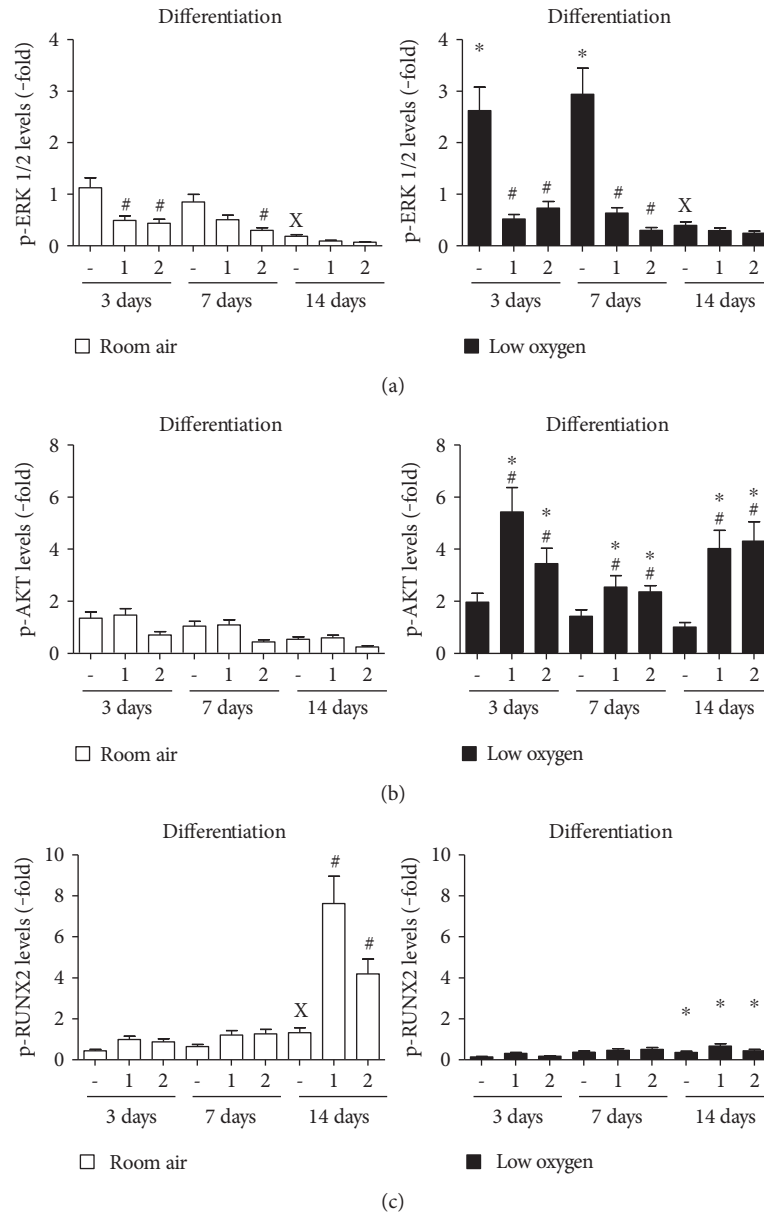 Differentiation
p-ERK 1/2 levels (-fold)
4
3
2
1
0
# # # X
- 1 2 - 1 2 - 1 2
3 days 7 days 14 days
Room air
Differentiation
p-ERK 1/2 levels (-fold)
4
3
2
1
0
* *
# # # # X
- 1 2 - 1 2 - 1 2
3 days 7 days 14 days
Low oxygen
(a)
Differentiation
p-AKT levels (-fold)
8
6
4
2
0
- 1 2 - 1 2 - 1 2
3 days 7 days 14 days
Room air
Differentiation
p-AKT levels (-fold)
8
6
4
2
0
* * * * * *
# # # # # #
- 1 2 - 1 2 - 1 2
3 days 7 days 14 days
Low oxygen
(b)
Differentiation
p-RUNX2 levels (-fold)
10
8
6
4
2
0
X # #
- 1 2 - 1 2 - 1 2
3 days 7 days 14 days
Room air
Differentiation
p-RUNX2 levels (-fold)
10
8
6
4
2
0
* * *
- 1 2 - 1 2 - 1 2
3 days 7 days 14 days
Low oxygen
(c)